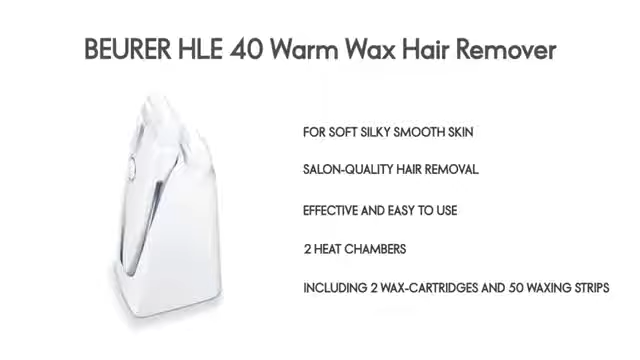 BEURER HLE 40 Warm Wax Hair Remover
FOR SOFT SILKY SMOOTH SKIN
SALON-QUALITY HAIR REMOVAL
EFFECTIVE AND EASY TO USE
2 HEAT CHAMBERS
INCLUDING 2 WAX-CARTRIDGES AND 50 WAXING STRIPS